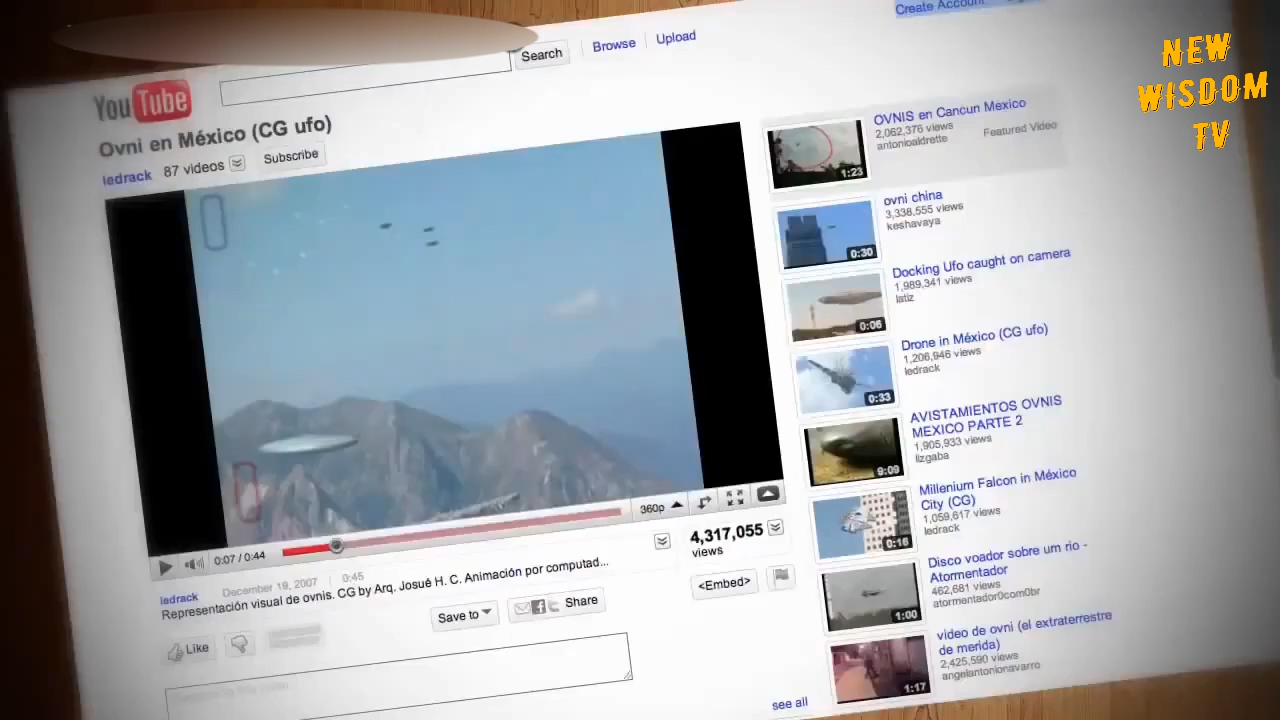 Create Account
Search
Browse
Upload
NEW
WISDOM
TV
YouTube
Ovni en México (CG ufo)
ledrack 87 videos Subscribe
OVNIS en Cancun Mexico
2,062,376 views
antonioaldrette
Featured Video
1:23
ovni china
3,338,555 views
keshavaya
0:30
Docking Ufo caught on camera
1,989,341 views
latiz
0:06
Drone in México (CG ufo)
1,206,946 views
ledrack
0:33
AVISTAMIENTOS OVNIS
MEXICO PARTE 2
1,905,933 views
lizgaba
9:09
Millenium Falcon in México
City (CG)
1,059,617 views
ledrack
0:16
Disco voador sobre um rio -
Atormentador
462,681 views
atormentador0com0br
1:00
video de ovni (el extraterrestre
de merida)
2,425,590 views
angelantonionavarro
1:17
see all
0:07 / 0:44
360p
4,317,055
views
<Embed>
ledrack December 19, 2007 0:45
Representación visual de ovnis. CG by Arq. Josué H. C. Animación por computad...
Save to
Share
Like